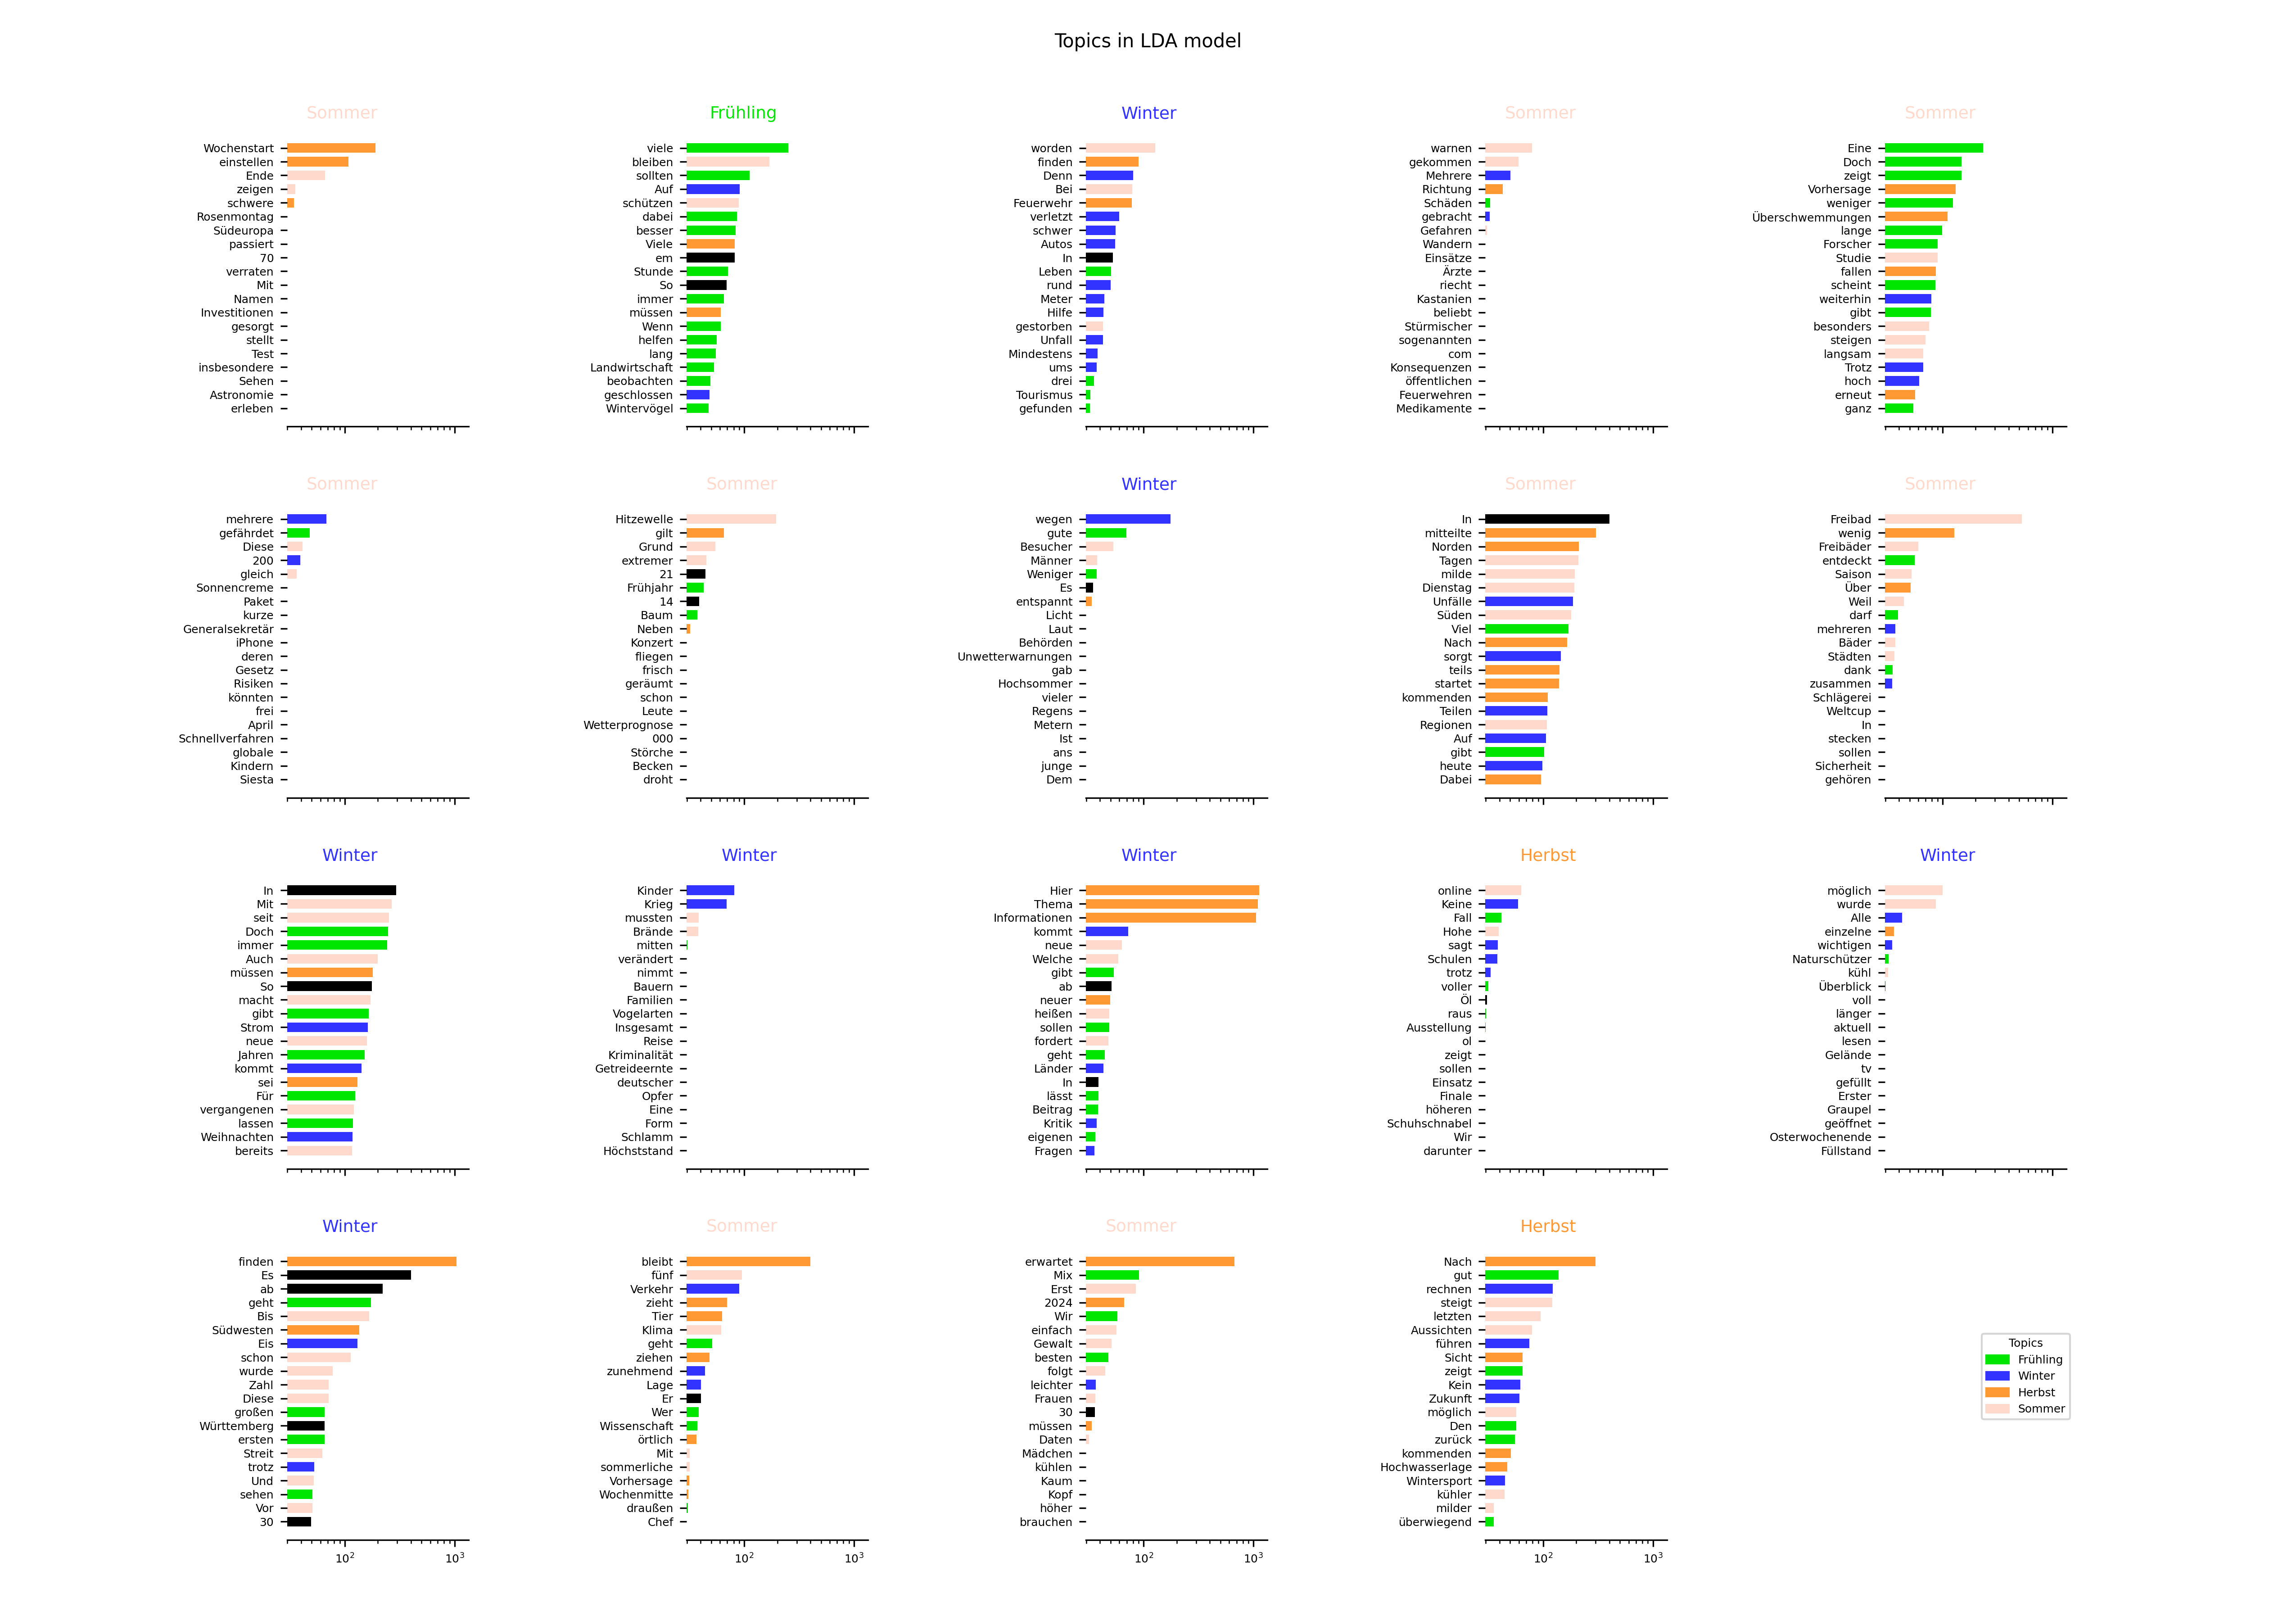 Topics in LDA model
Sommer
Wochenstart
einstellen
Ende
zeigen
schwere
Rosenmontag
Südeuropa
passiert
70
verraten
Mit
Namen
Investitionen
gesorgt
stellt
Test
insbesondere
Sehen
Astronomie
erleben
Frühling
viele
bleiben
sollten
Auf
schützen
dabei
besser
Viele
em
Stunde
So
immer
müssen
Wenn
helfen
lang
Landwirtschaft
beobachten
geschlossen
Wintervögel
Winter
worden
finden
Denn
Bei
Feuerwehr
verletzt
schwer
Autos
In
Leben
rund
Meter
Hilfe
gestorben
Unfall
Mindestens
ums
drei
Tourismus
gefunden
Sommer
warnen
gekommen
Mehrere
Richtung
Schäden
gebracht
Gefahren
Wandern
Einsätze
Ärzte
riecht
Kastanien
beliebt
Stürmischer
sogenannten
com
Konsequenzen
öffentlichen
Feuerwehren
Medikamente
Sommer
Eine
Doch
zeigt
Vorhersage
weniger
Überschwemmungen
lange
Forscher
Studie
fallen
scheint
weiterhin
gibt
besonders
steigen
langsam
Trotz
hoch
erneut
ganz
Sommer
mehrere
gefährdet
Diese
200
gleich
Sonnencreme
Paket
kurze
Generalsekretär
iPhone
deren
Gesetz
Risiken
könnten
frei
April
Schnellverfahren
globale
Kindern
Siesta
Sommer
Hitzewelle
gilt
Grund
extremer
21
Frühjahr
14
Baum
Neben
Konzert
fliegen
frisch
geräumt
schon
Leute
Wetterprognose
000
Störche
Becken
droht
Winter
wegen
gute
Besucher
Männer
Weniger
Es
entspannt
Licht
Laut
Behörden
Unwetterwarnungen
gab
Hochsommer
vieler
Regens
Metern
Ist
ans
junge
Dem
Sommer
In
mitteilte
Norden
Tagen
milde
Dienstag
Unfälle
Süden
Viel
Nach
sorgt
teils
startet
kommenden
Teilen
Regionen
Auf
gibt
heute
Dabei
Sommer
Freibad
wenig
Freibäder
entdeckt
Saison
Über
Weil
darf
mehreren
Bäder
Städten
dank
zusammen
Schlägerei
Weltcup
In
stecken
sollen
Sicherheit
gehören
Winter
In
Mit
seit
Doch
immer
Auch
müssen
So
macht
gibt
Strom
neue
Jahren
kommt
sei
Für
vergangenen
lassen
Weihnachten
bereits
Winter
Kinder
Krieg
mussten
Brände
mitten
verändert
nimmt
Bauern
Familien
Vogelarten
Insgesamt
Reise
Kriminalität
Getreideernte
deutscher
Opfer
Eine
Form
Schlamm
Höchststand
Winter
Hier
Thema
Informationen
kommt
neue
Welche
gibt
ab
neuer
heißen
sollen
fordert
geht
Länder
In
lässt
Beitrag
Kritik
eigenen
Fragen
Herbst
online
Keine
Fall
Hohe
sagt
Schulen
trotz
voller
Öl
raus
Ausstellung
ol
zeigt
sollen
Einsatz
Finale
höheren
Schuhschnabel
Wir
darunter
Winter
möglich
wurde
Alle
einzelne
wichtigen
Naturschützer
kühl
Überblick
voll
länger
aktuell
lesen
Gelände
tv
gefüllt
Erster
Graupel
geöffnet
Osterwochenende
Füllstand
Winter
finden
Es
ab
geht
Bis
Südwesten
Eis
schon
wurde
Zahl
Diese
großen
Württemberg
ersten
Streit
trotz
Und
sehen
Vor
30
10² 10³
Sommer
bleibt
fünf
Verkehr
zieht
Tier
Klima
geht
ziehen
zunehmend
Lage
Er
Wer
Wissenschaft
örtlich
Mit
sommerliche
Vorhersage
Wochenmitte
draußen
Chef
10² 10³
Sommer
erwartet
Mix
Erst
2024
Wir
einfach
Gewalt
besten
folgt
leichter
Frauen
30
müssen
Daten
Mädchen
kühlen
Kaum
Kopf
höher
brauchen
10² 10³
Herbst
Nach
gut
rechnen
steigt
letzten
Aussichten
führen
Sicht
zeigt
Kein
Zukunft
möglich
Den
zurück
kommenden
Hochwasserlage
Wintersport
kühler
milder
überwiegend
10² 10³
Topics
Frühling
Winter
Herbst
Sommer